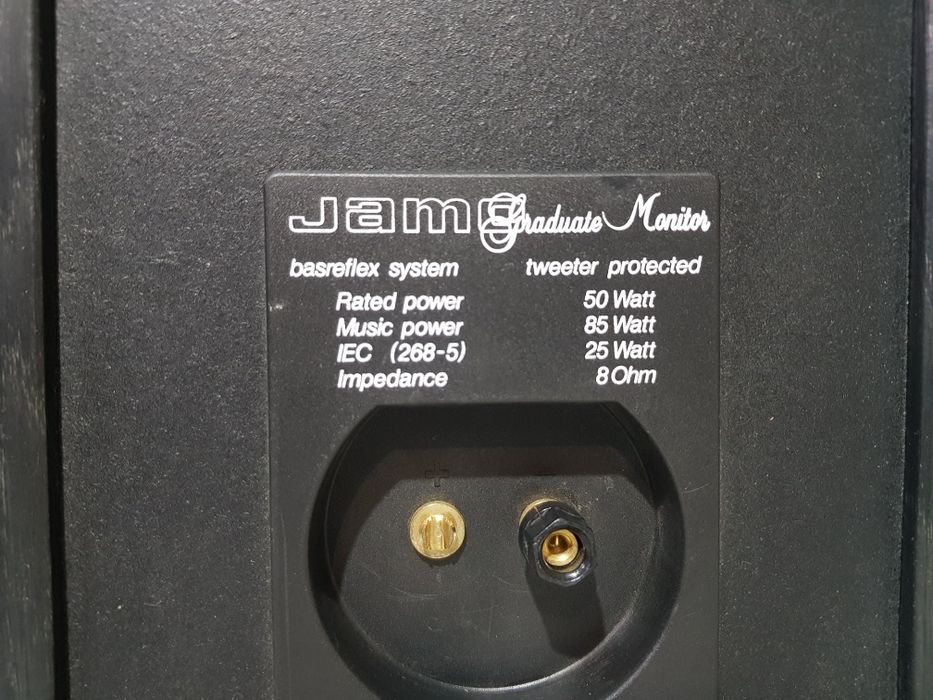 Jamo Graduate Monitor
basreflex system tweeter protected
Rated power 50 Watt
Music power 85 Watt
IEC (268-5) 25 Watt
Impedance 8 Ohm
+ -